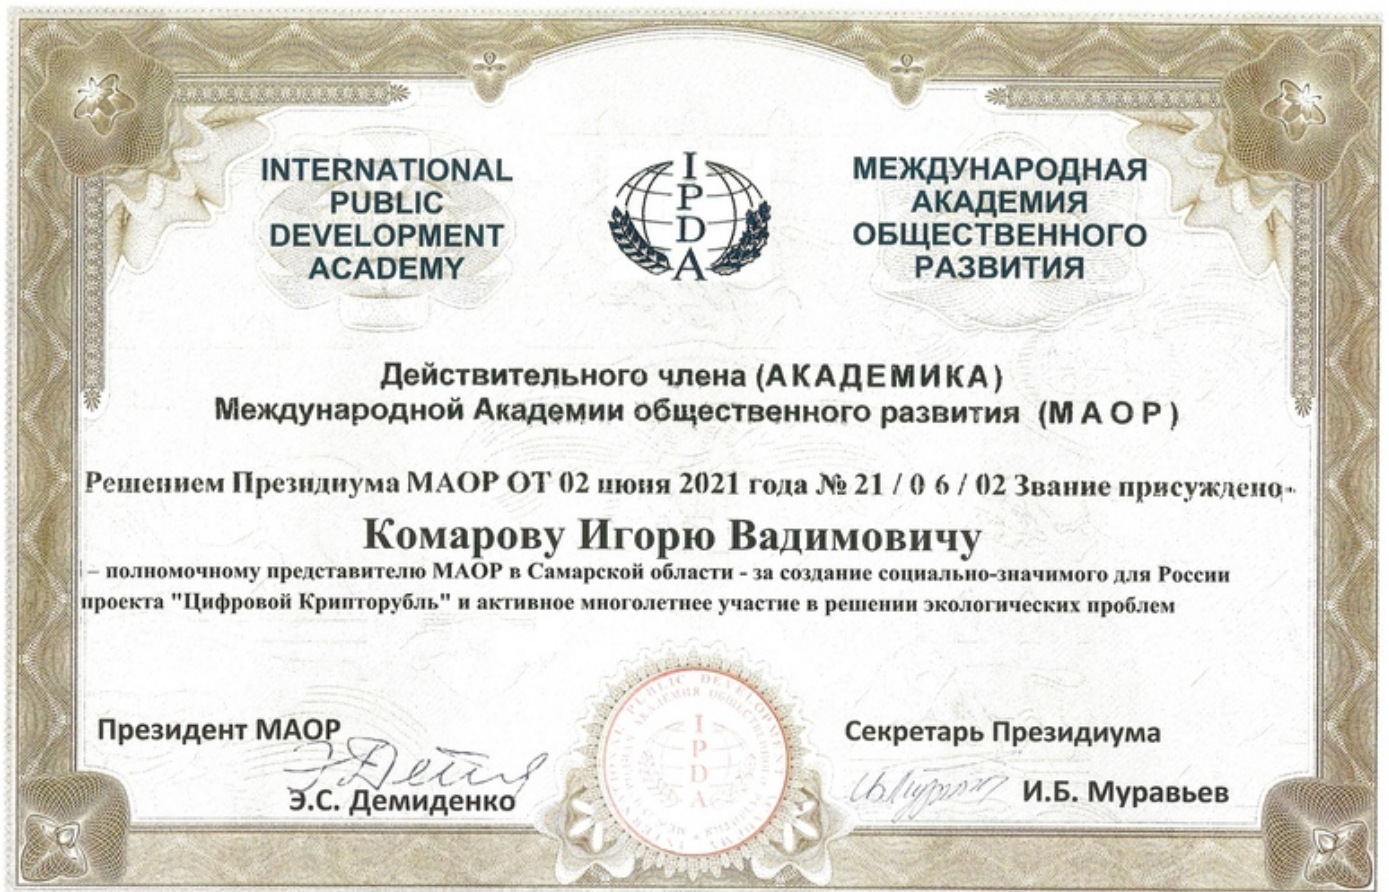 INTERNATIONAL
PUBLIC
DEVELOPMENT
ACADEMY
I
P
D
A
МЕЖДУНАРОДНАЯ
АКАДЕМИЯ
ОБЩЕСТВЕННОГО
РАЗВИТИЯ
Действительного члена (АКАДЕМИКА)
Международной Академии общественного развития (М А О Р)
Решением Президиума МАОР ОТ 02 июня 2021 года № 21 / 0 6 / 02 Звание присуждено-
Комарову Игорю Вадимовичу
– полномочному представителю МАОР в Самарской области - за создание социально-значимого для России
проекта "Цифровой Крипторубль" и активное многолетнее участие в решении экологических проблем
Президент МАОР
Э.С. Демиденко
PUBLIC DEVELOPMENT
I
P
D
A
Секретарь Президиума
И.Б. Муравьев